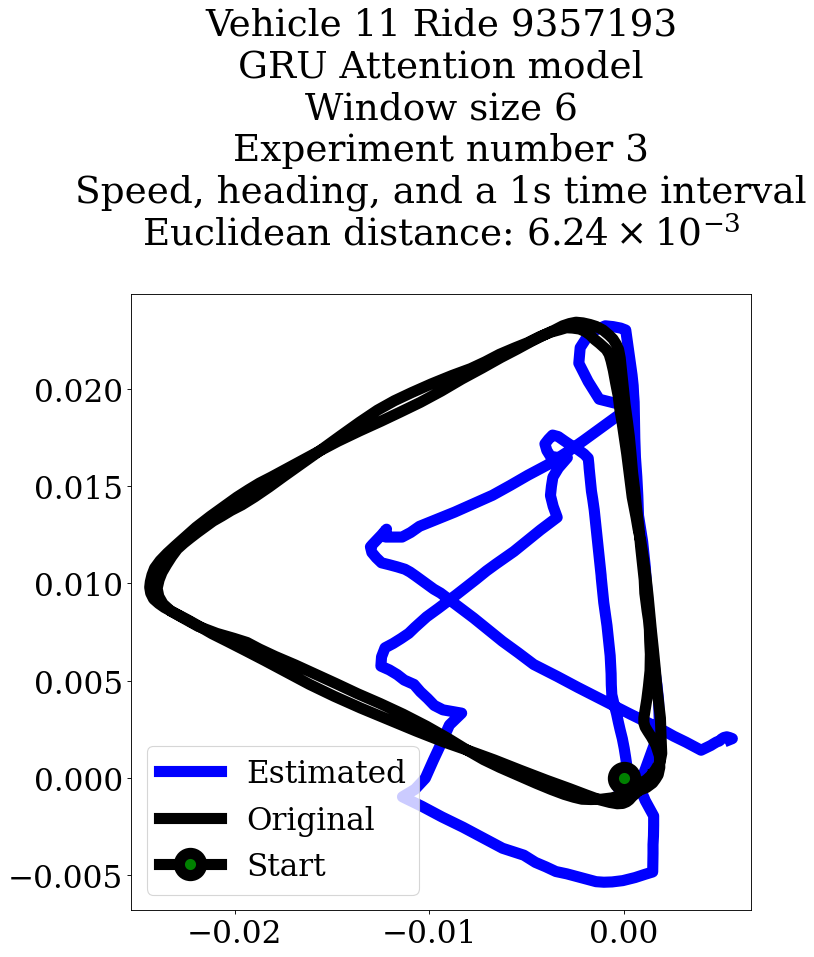 Vehicle 11 Ride 9357193
GRU Attention model
Window size 6
Experiment number 3
Speed, heading, and a 1s time interval
Euclidean distance: 6.24 × 10⁻³
0.020
0.015
0.010
0.005
0.000
−0.005
Estimated
Original
Start
−0.02
−0.01
0.00